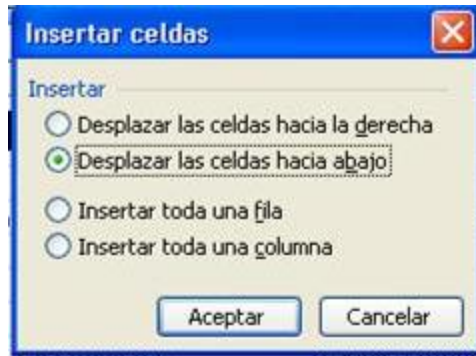 Insertar celdas
Insertar
Desplazar las celdas hacia la derecha
Desplazar las celdas hacia abajo
Insertar toda una fila
Insertar toda una columna
Aceptar Cancelar